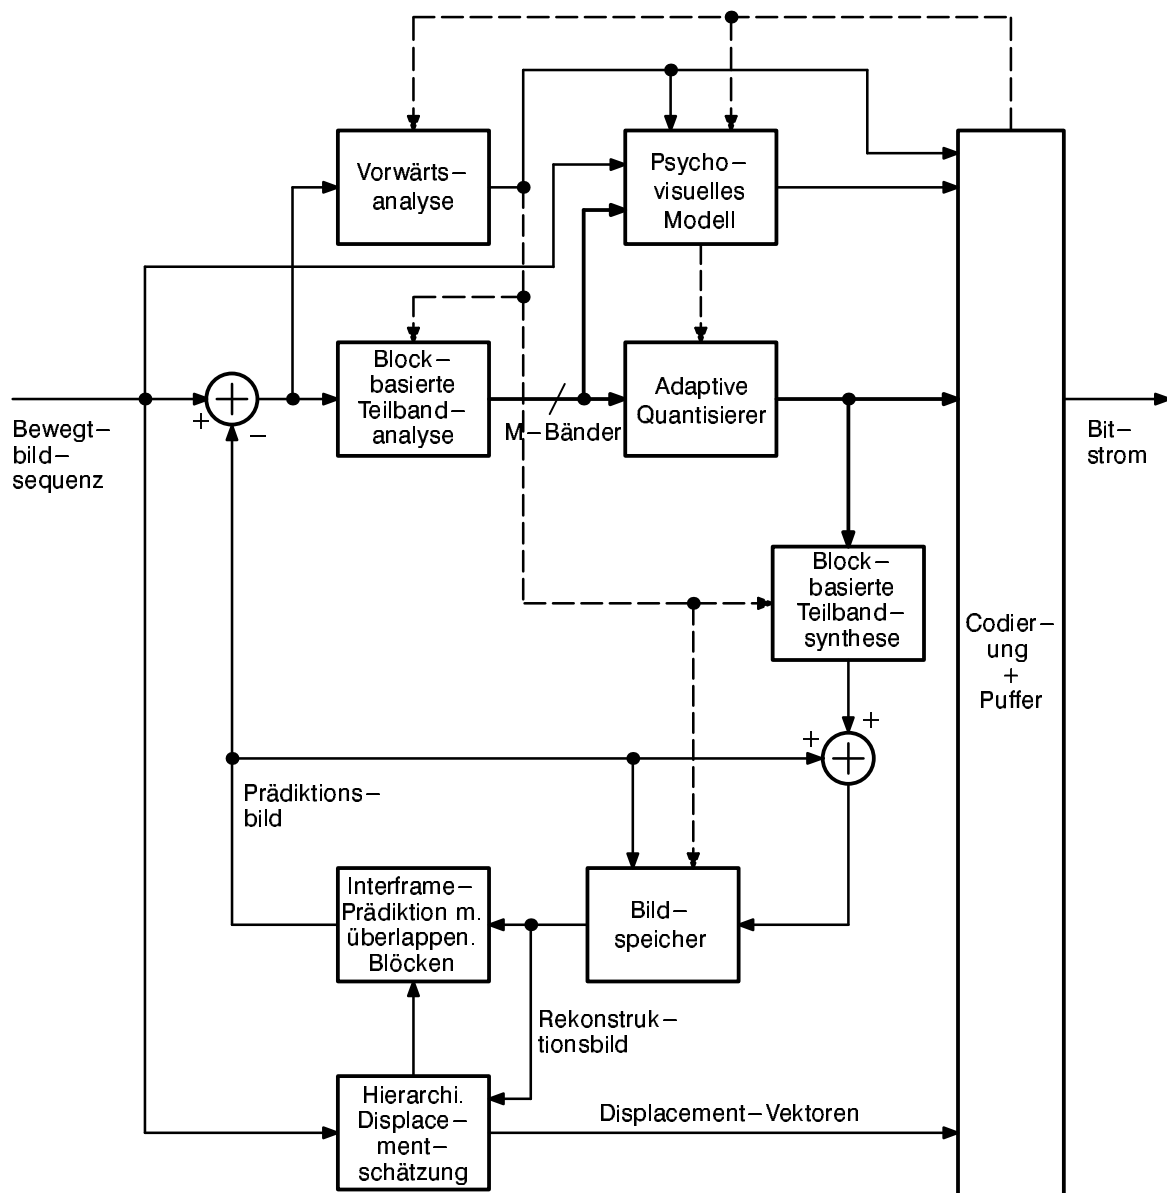 Vorwärts–
analyse
Psycho–
visuelles
Modell
Block–
basierte
Teilband–
analyse
M–Bänder
Adaptive
Quantisierer
Bewegt–
bild–
sequenz
+
–
Bit–
strom
Block–
basierte
Teilband–
synthese
Codier–
ung
+
Puffer
+
+
Prädiktions–
bild
Interframe–
Prädiktion m.
überlappen.
Blöcken
Bild–
speicher
Rekonstruk–
tionsbild
Hierarchi.
Displace–
ment–
schätzung
Displacement–Vektoren